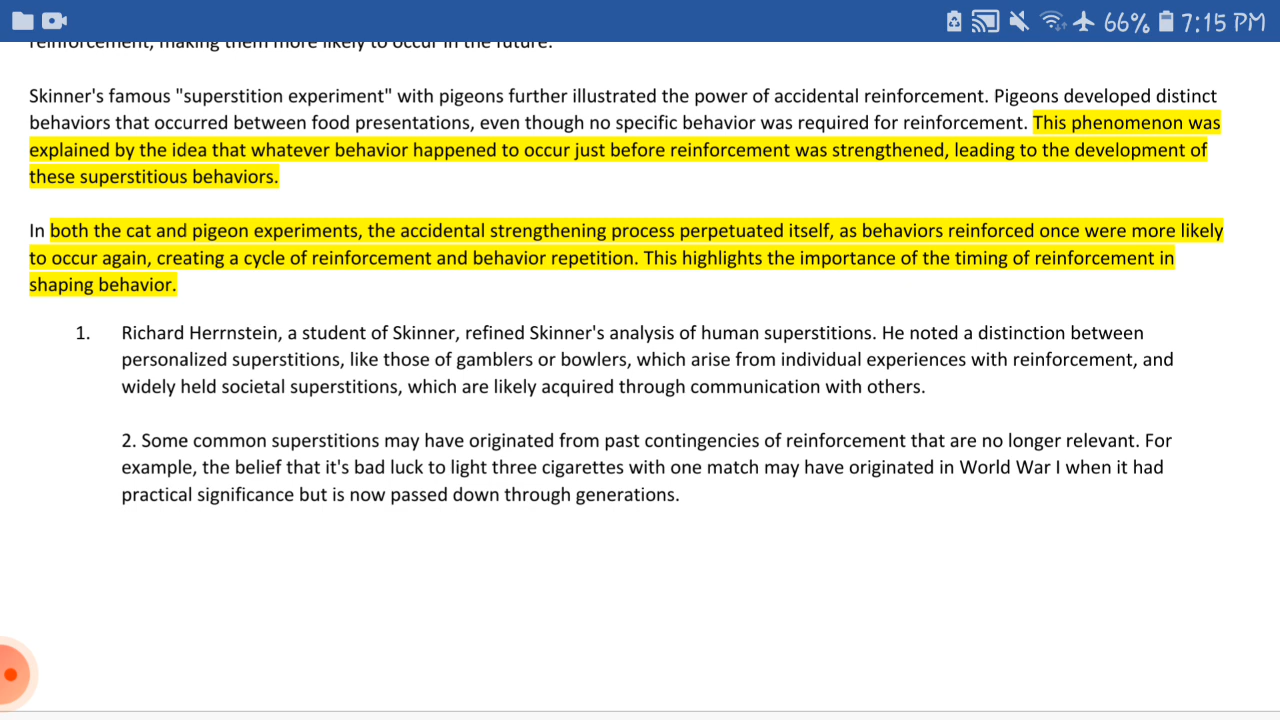 66% 7:15 PM
reinforcement, making them more likely to occur in the future.
Skinner's famous "superstition experiment" with pigeons further illustrated the power of accidental reinforcement. Pigeons developed distinct
behaviors that occurred between food presentations, even though no specific behavior was required for reinforcement. This phenomenon was
explained by the idea that whatever behavior happened to occur just before reinforcement was strengthened, leading to the development of
these superstitious behaviors.
In both the cat and pigeon experiments, the accidental strengthening process perpetuated itself, as behaviors reinforced once were more likely
to occur again, creating a cycle of reinforcement and behavior repetition. This highlights the importance of the timing of reinforcement in
shaping behavior.
1. Richard Herrnstein, a student of Skinner, refined Skinner's analysis of human superstitions. He noted a distinction between
personalized superstitions, like those of gamblers or bowlers, which arise from individual experiences with reinforcement, and
widely held societal superstitions, which are likely acquired through communication with others.
2. Some common superstitions may have originated from past contingencies of reinforcement that are no longer relevant. For
example, the belief that it's bad luck to light three cigarettes with one match may have originated in World War I when it had
practical significance but is now passed down through generations.